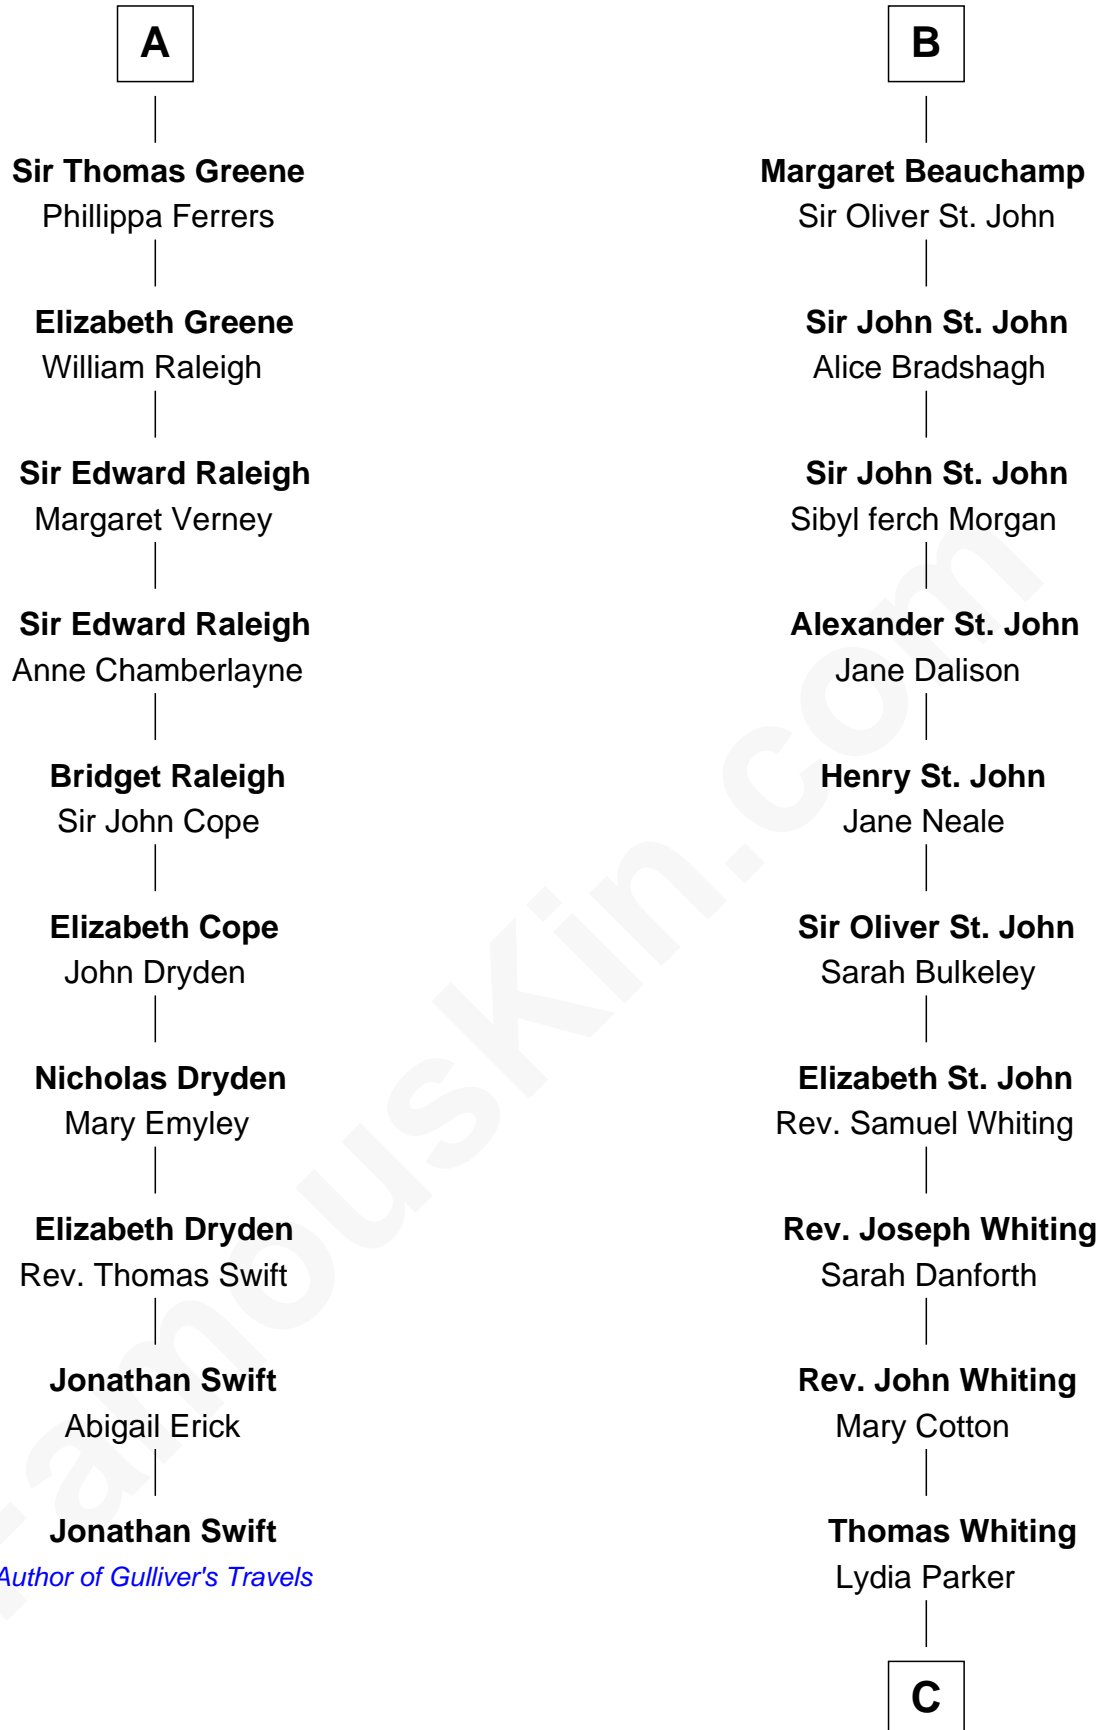 A
Sir Thomas Greene
Phillippa Ferrers
Elizabeth Greene
William Raleigh
Sir Edward Raleigh
Margaret Verney
Sir Edward Raleigh
Anne Chamberlayne
Bridget Raleigh
Sir John Cope
Elizabeth Cope
John Dryden
Nicholas Dryden
Mary Emyley
Elizabeth Dryden
Rev. Thomas Swift
Jonathan Swift
Abigail Erick
Jonathan Swift
Author of Gulliver's Travels
B
Margaret Beauchamp
Sir Oliver St. John
Sir John St. John
Alice Bradshagh
Sir John St. John
Sibyl ferch Morgan
Alexander St. John
Jane Dalison
Henry St. John
Jane Neale
Sir Oliver St. John
Sarah Bulkeley
Elizabeth St. John
Rev. Samuel Whiting
Rev. Joseph Whiting
Sarah Danforth
Rev. John Whiting
Mary Cotton
Thomas Whiting
Lydia Parker
C
FamousKin.com